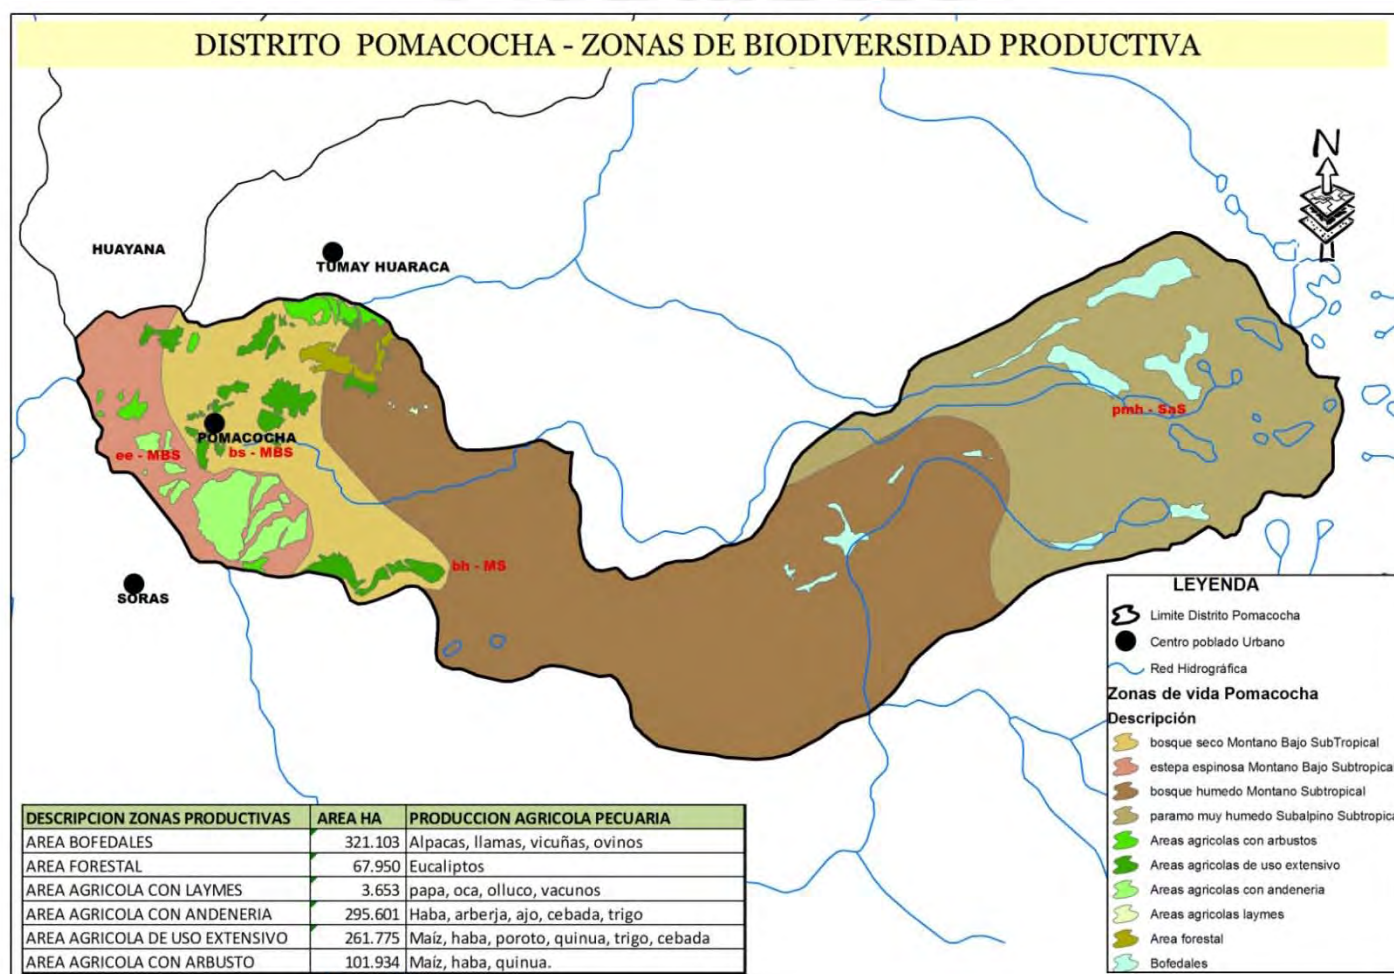 DISTRITO POMACOCHA - ZONAS DE BIODIVERSIDAD PRODUCTIVA
N
HUAYANA
TUMAY HUARACA
pmh - SaS
POMACOCHA
ee - MBS
bs - MBS
bh - MS
SORAS
LEYENDA
Limite Distrito Pomacocha
Centro poblado Urbano
Red Hidrográfica
Zonas de vida Pomacocha
Descripción
bosque seco Montano Bajo SubTropical
estepa espinosa Montano Bajo Subtropical
bosque humedo Montano Subtropical
paramo muy humedo Subalpino Subtropica
Areas agricolas con arbustos
Areas agricolas de uso extensivo
Areas agricolas con andeneria
Areas agricolas laymes
Area forestal
Bofedales
DESCRIPCION ZONAS PRODUCTIVAS AREA HA PRODUCCION AGRICOLA PECUARIA
AREA BOFEDALES 321.103 Alpacas, llamas, vicuñas, ovinos
AREA FORESTAL 67.950 Eucaliptos
AREA AGRICOLA CON LAYMES 3.653 papa, oca, olluco, vacunos
AREA AGRICOLA CON ANDENERIA 295.601 Haba, arberja, ajo, cebada, trigo
AREA AGRICOLA DE USO EXTENSIVO 261.775 Maíz, haba, poroto, quinua, trigo, cebada
AREA AGRICOLA CON ARBUSTO 101.934 Maíz, haba, quinua.